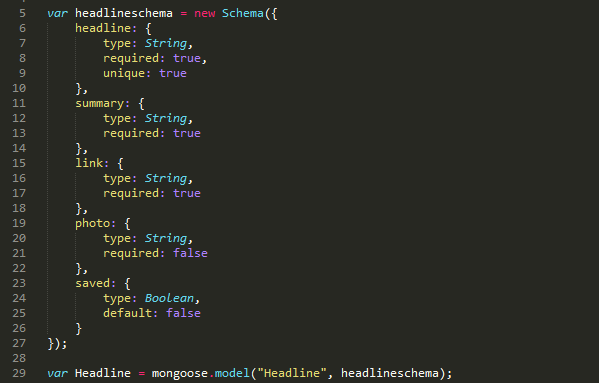 5 var headlineschema = new Schema({
6     headline: {
7         type: String,
8         required: true,
9         unique: true
10     },
11     summary: {
12         type: String,
13         required: true
14     },
15     link: {
16         type: String,
17         required: true
18     },
19     photo: {
20         type: String,
21         required: false
22     },
23     saved: {
24         type: Boolean,
25         default: false
26     }
27 });
28
29 var Headline = mongoose.model("Headline", headlineschema);